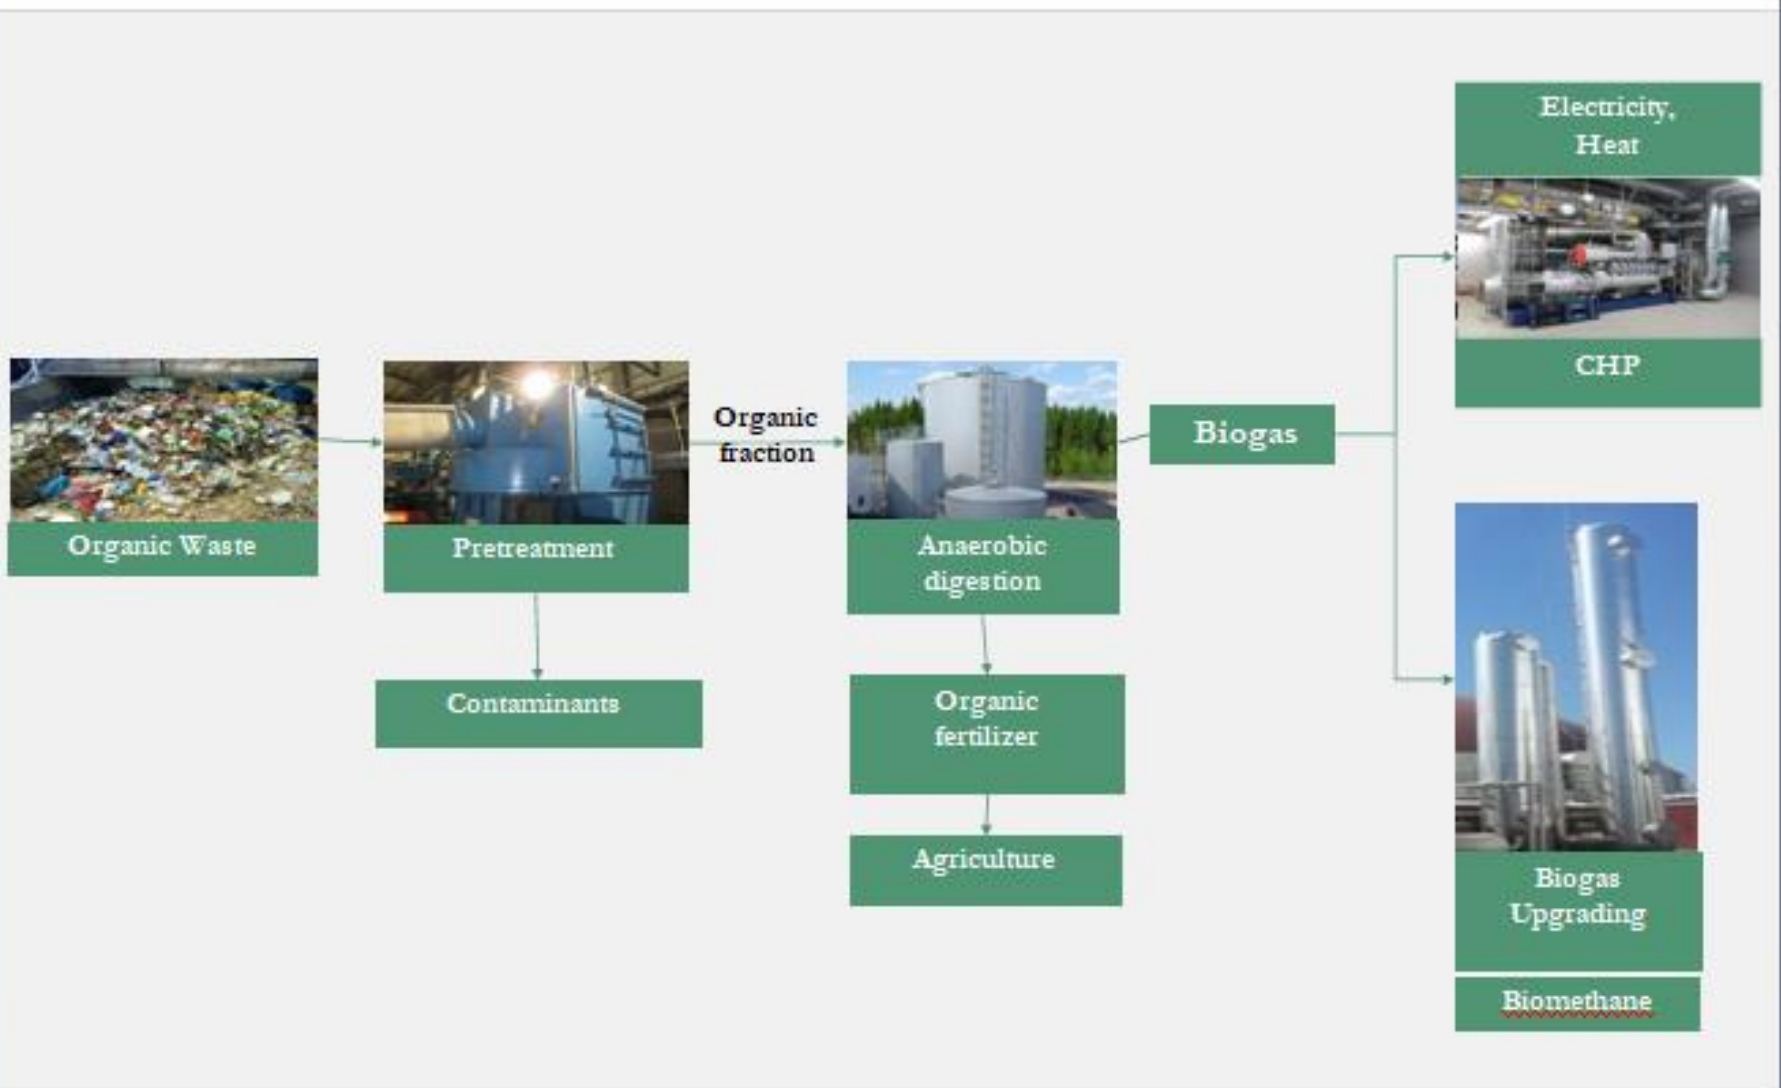 Electricity,
Heat
CHP
Organic Waste
Pretreatment
Organic
fraction
Anaerobic
digestion
Biogas
Contaminants
Organic
fertilizer
Agriculture
Biogas
Upgrading
Biomethane